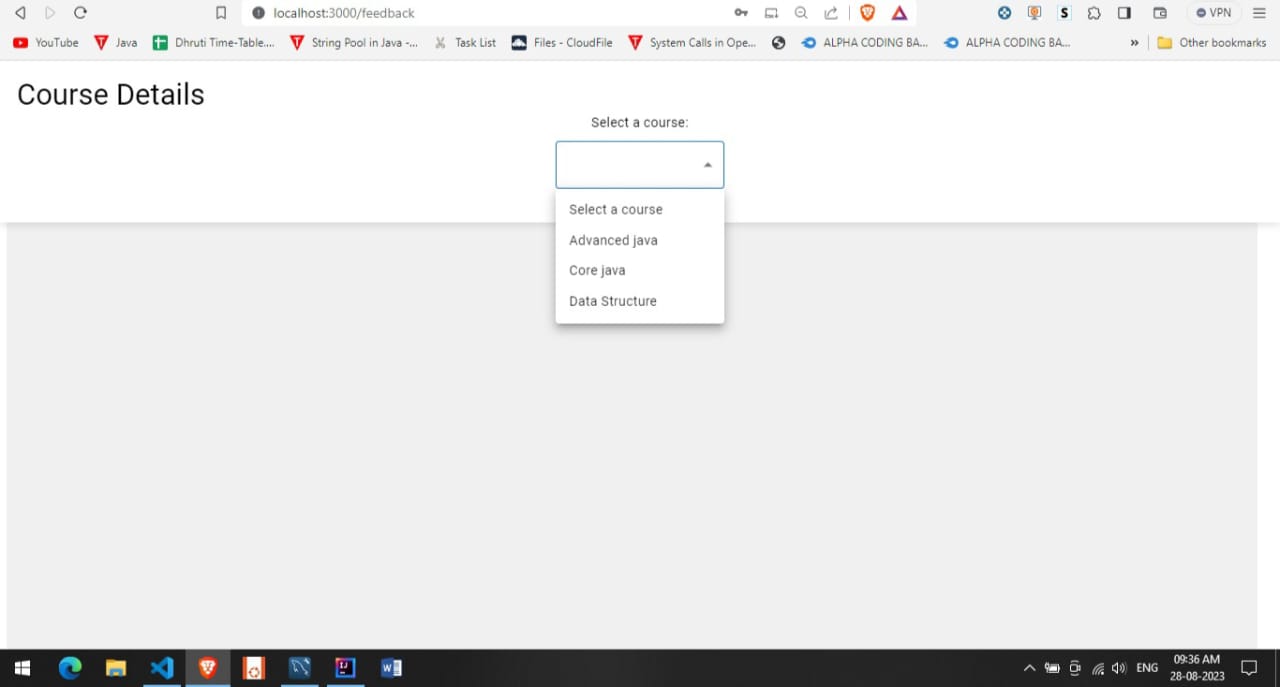 localhost:3000/feedback
S
VPN
YouTube
Java
Dhruti Time-Table....
String Pool in Java -...
Task List
Files - CloudFile
System Calls in Ope...
ALPHA CODING BA...
ALPHA CODING BA...
»
Other bookmarks
Course Details
Select a course:
Select a course
Advanced java
Core java
Data Structure
ENG
09:36 AM
28-08-2023